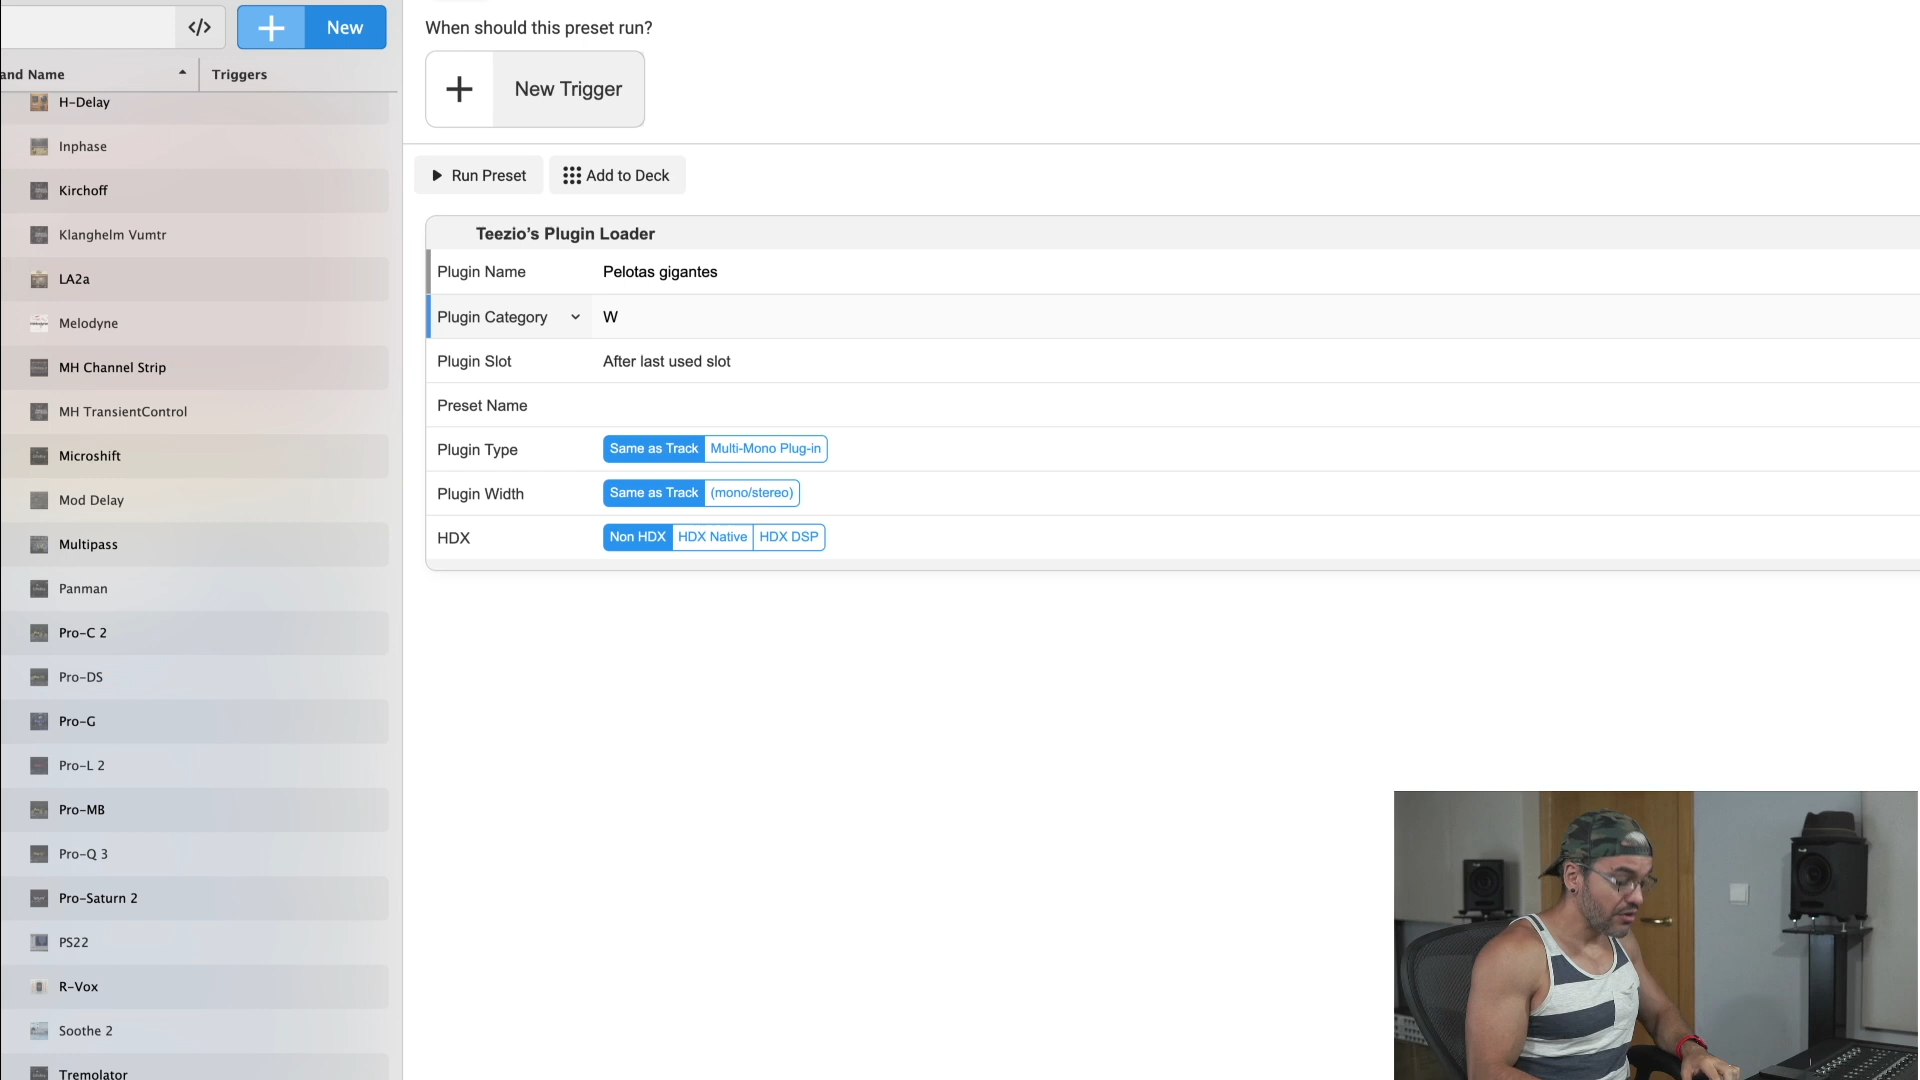 </> New
and Name Triggers
H-Delay
Inphase
Kirchoff
Klanghelm Vumtr
LA2a
Melodyne
MH Channel Strip
MH TransientControl
Microshift
Mod Delay
Multipass
Panman
Pro-C 2
Pro-DS
Pro-G
Pro-L 2
Pro-MB
Pro-Q 3
Pro-Saturn 2
PS22
R-Vox
Soothe 2
Tremolator
When should this preset run?
New Trigger
Run Preset Add to Deck
Teezio’s Plugin Loader
Plugin Name Pelotas gigantes
Plugin Category W
Plugin Slot After last used slot
Preset Name
Plugin Type Same as Track Multi-Mono Plug-in
Plugin Width Same as Track (mono/stereo)
HDX Non HDX HDX Native HDX DSP